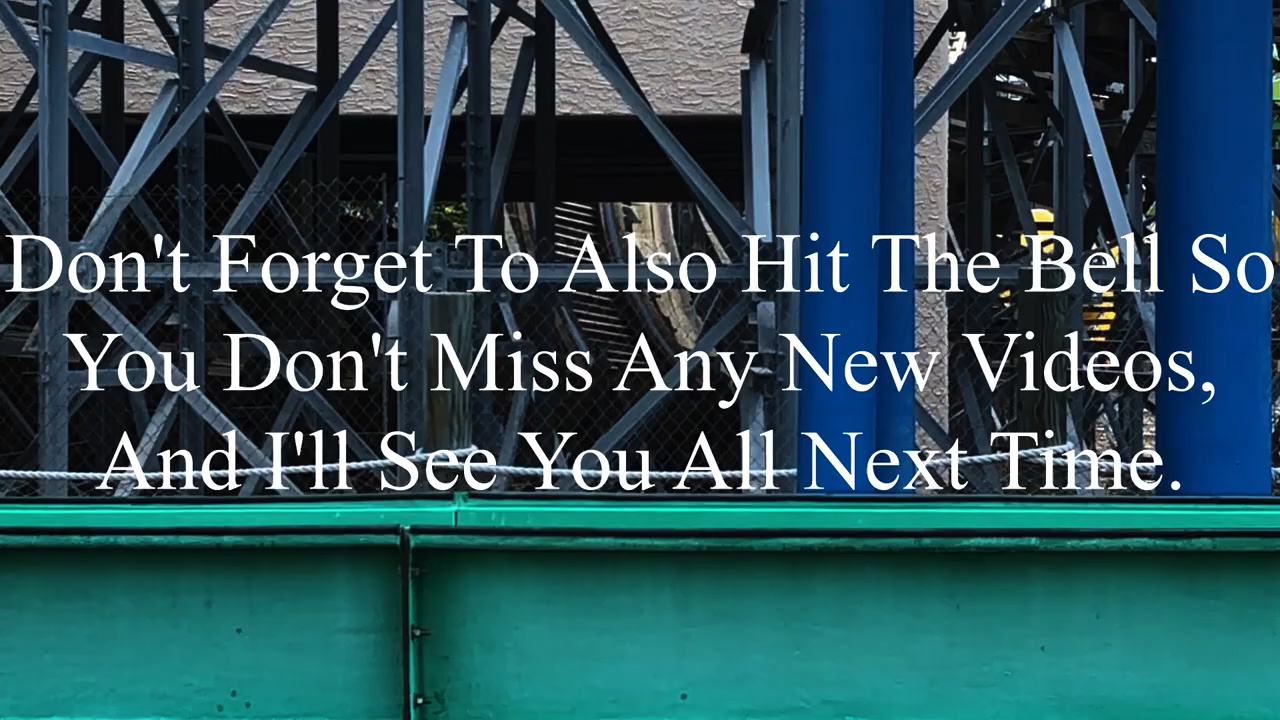 Don't Forget To Also Hit The Bell So
You Don't Miss Any New Videos,
And I'll See You All Next Time.